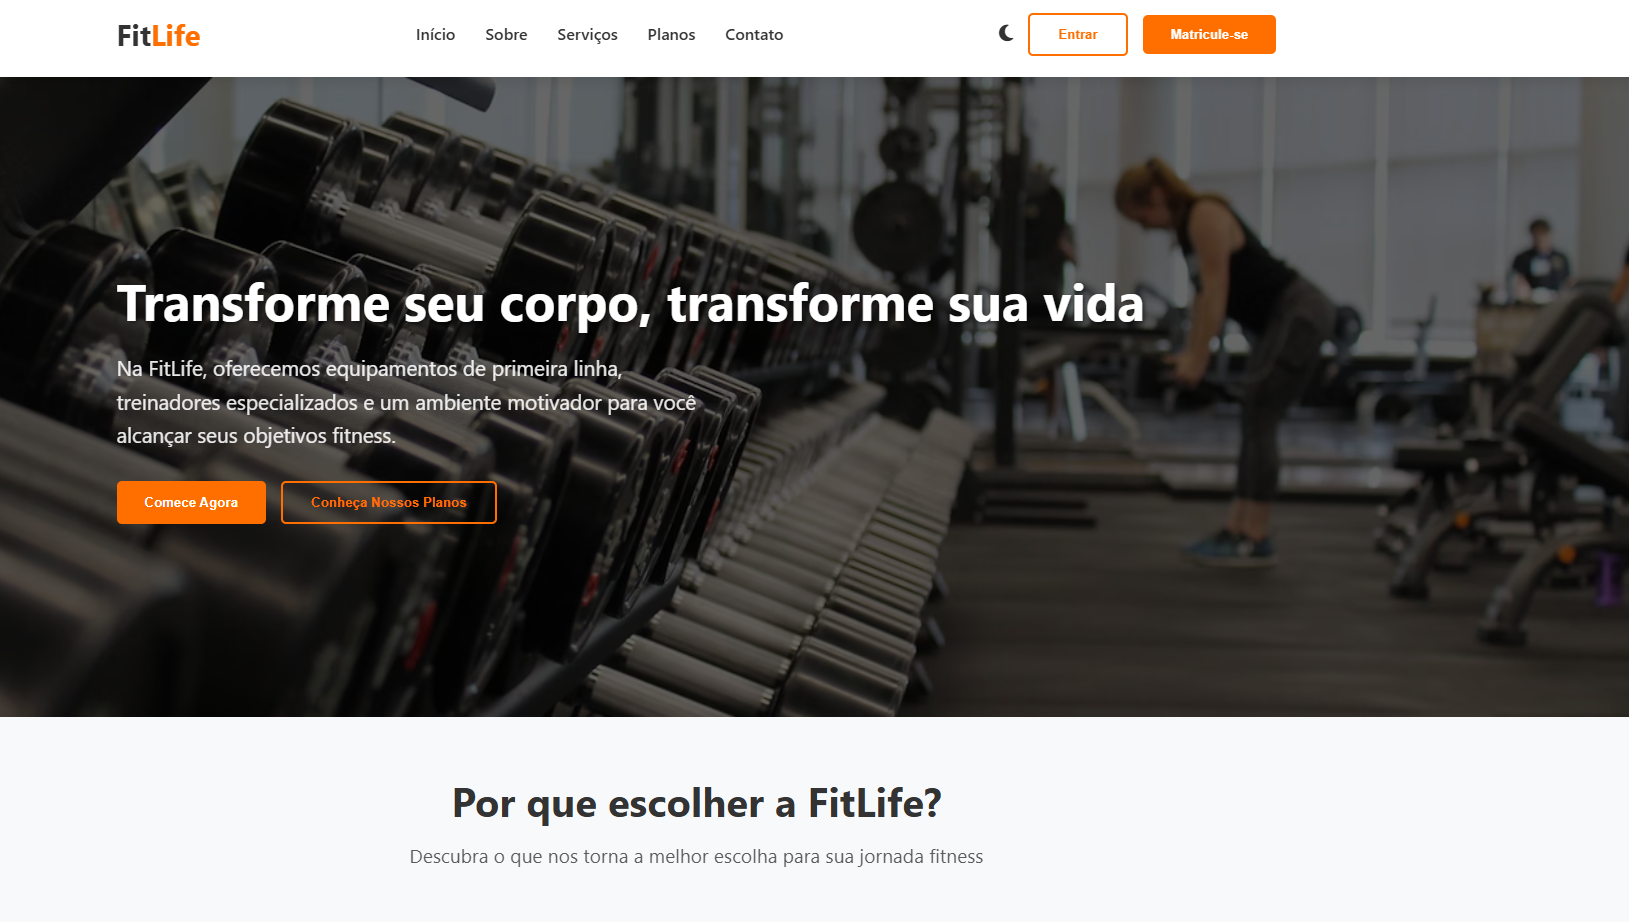 FitLife
Início Sobre Serviços Planos Contato
Entrar
Matricule-se
Transforme seu corpo, transforme sua vida
Na FitLife, oferecemos equipamentos de primeira linha,
treinadores especializados e um ambiente motivador para você
alcançar seus objetivos fitness.
Comece Agora
Conheça Nossos Planos
Por que escolher a FitLife?
Descubra o que nos torna a melhor escolha para sua jornada fitness